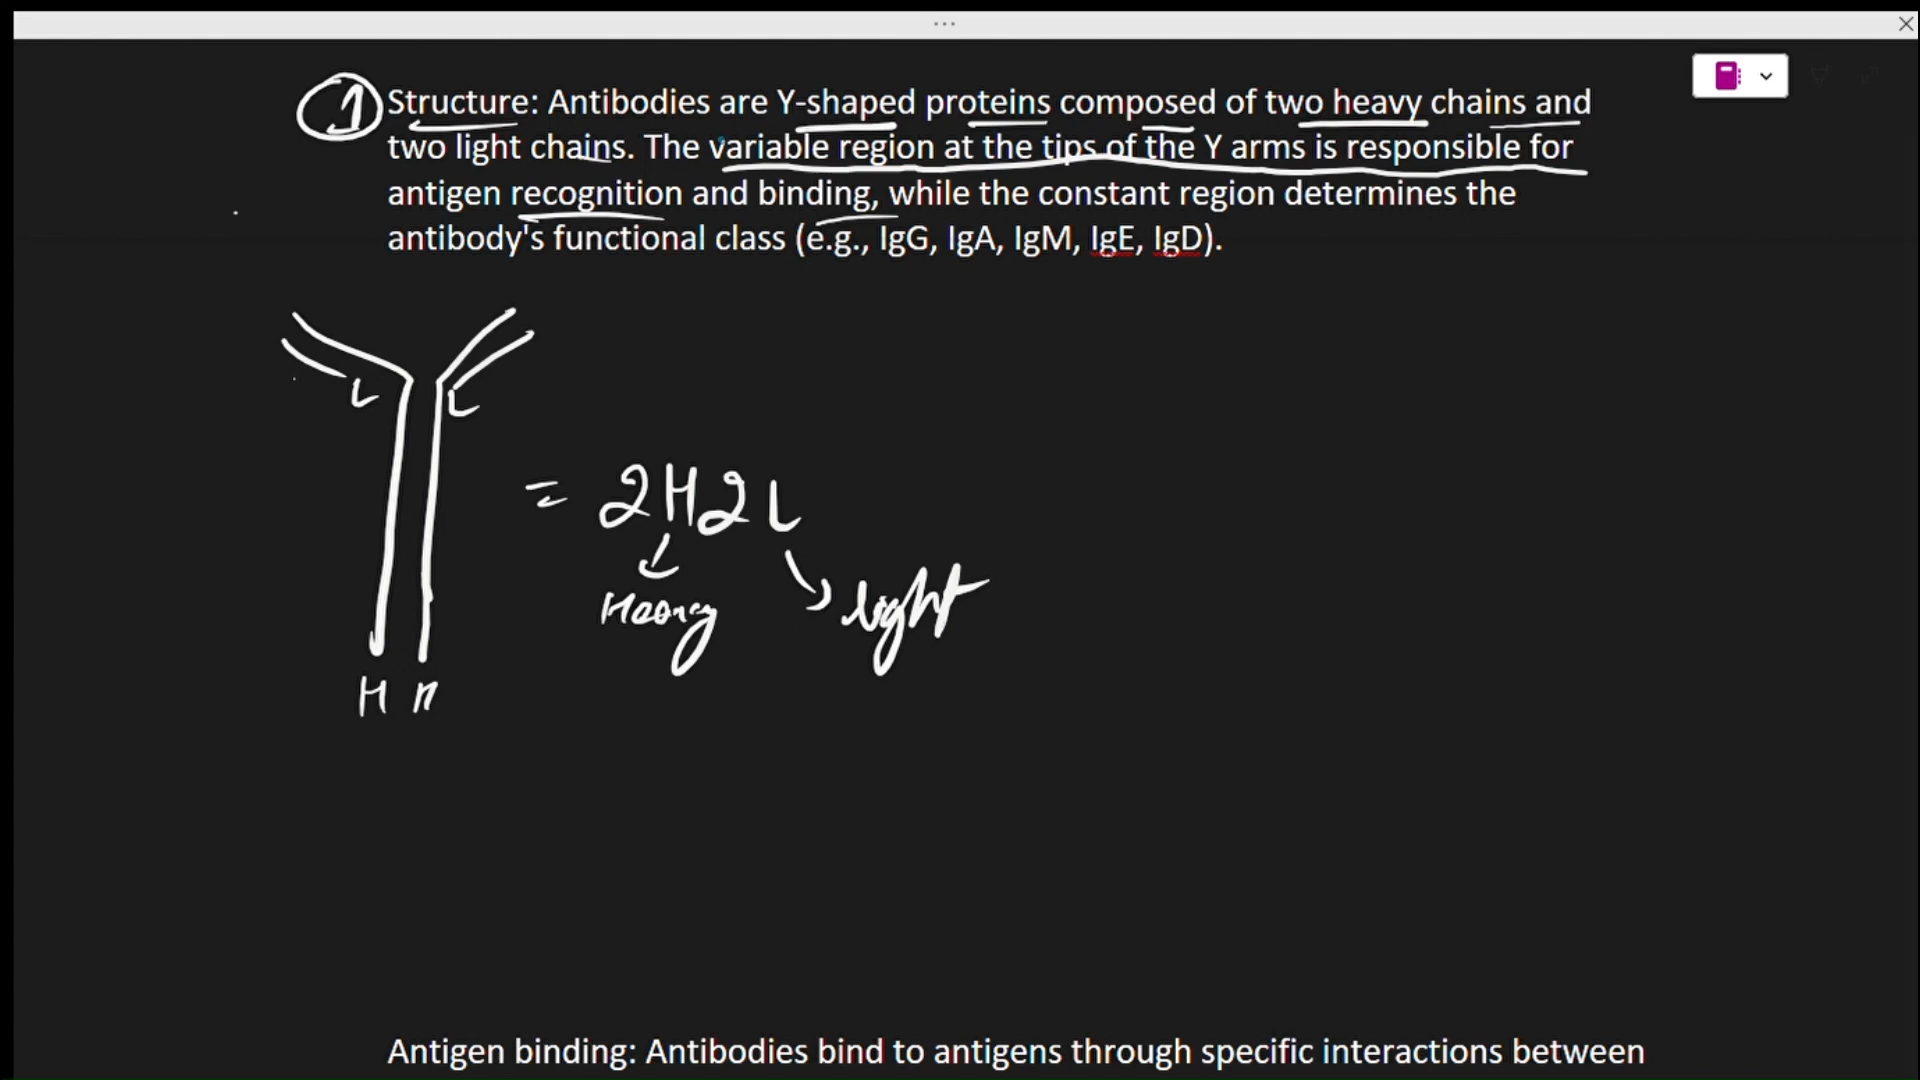 1 Structure: Antibodies are Y-shaped proteins composed of two heavy chains and
two light chains. The variable region at the tips of the Y arms is responsible for
antigen recognition and binding, while the constant region determines the
antibody's functional class (e.g., IgG, IgA, IgM, IgE, IgD).
L L
= 2H2L
Heavy light
H H
Antigen binding: Antibodies bind to antigens through specific interactions between